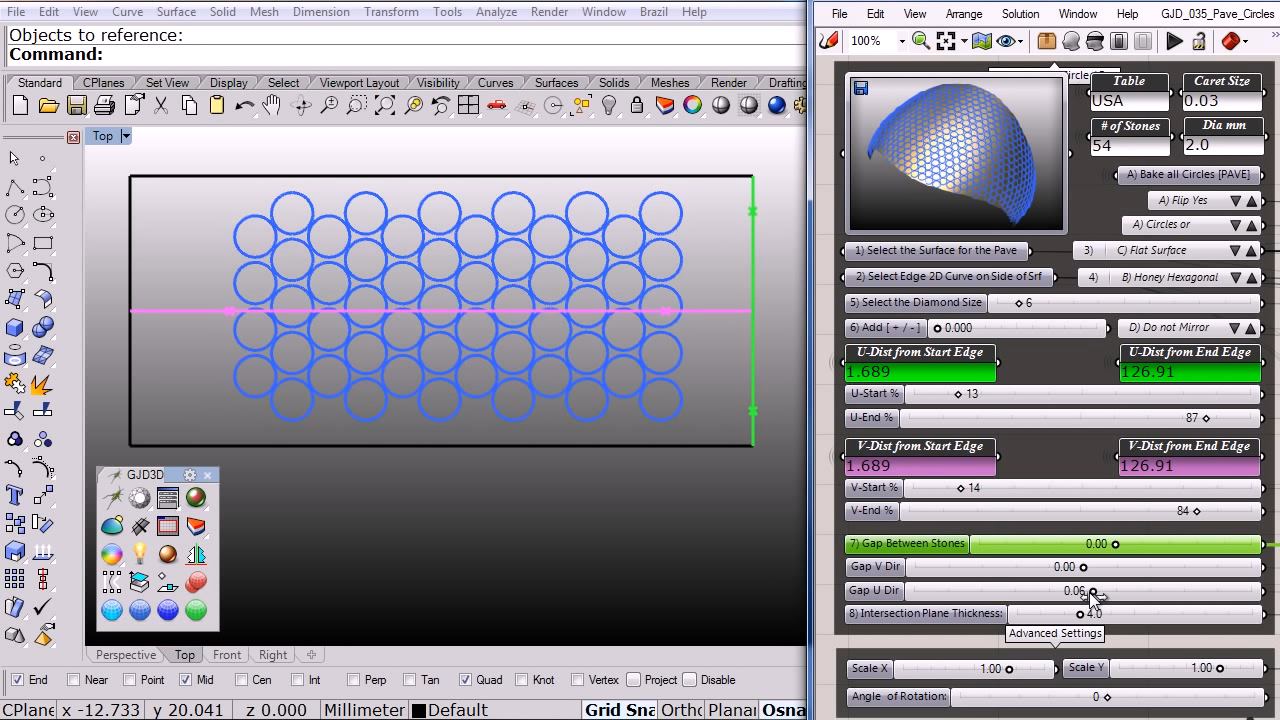 File Edit View Curve Surface Solid Mesh Dimension Transform Tools Analyze Render Window Brazil Help
Objects to reference:
Command:
Standard CPlanes Set View Display Select Viewport Layout Visibility Curves Surfaces Solids Meshes Render Drafting
Top
GJD3D
Perspective Top Front Right
End Near Point Mid Cen Int Perp Tan Quad Knot Vertex Project Disable
CPlane x -12.733 y 20.041 z 0.000 Millimeter Default Grid Sna Ortho Planar Osna
File Edit View Arrange Solution Window Help GJD_035_Pave_Circles
100%
Table Caret Size
USA 0.03
# of Stones Dia mm
54 2.0
A) Bake all Circles [PAVE]
A) Flip Yes
A) Circles or
1) Select the Surface for the Pave 3) C) Flat Surface
2) Select Edge 2D Curve on Side of Srf 4) B) Honey Hexagonal
5) Select the Diamond Size 6
6) Add [ + / - ] 0.000 D) Do not Mirror
U-Dist from Start Edge U-Dist from End Edge
1.689 126.91
U-Start % 13
U-End % 87
V-Dist from Start Edge V-Dist from End Edge
1.689 126.91
V-Start % 14
V-End % 84
7) Gap Between Stones 0.00
Gap V Dir 0.00
Gap U Dir 0.06
8) Intersection Plane Thickness: 4.0
Advanced Settings
Scale X 1.00 Scale Y 1.00
Angle of Rotation: 0